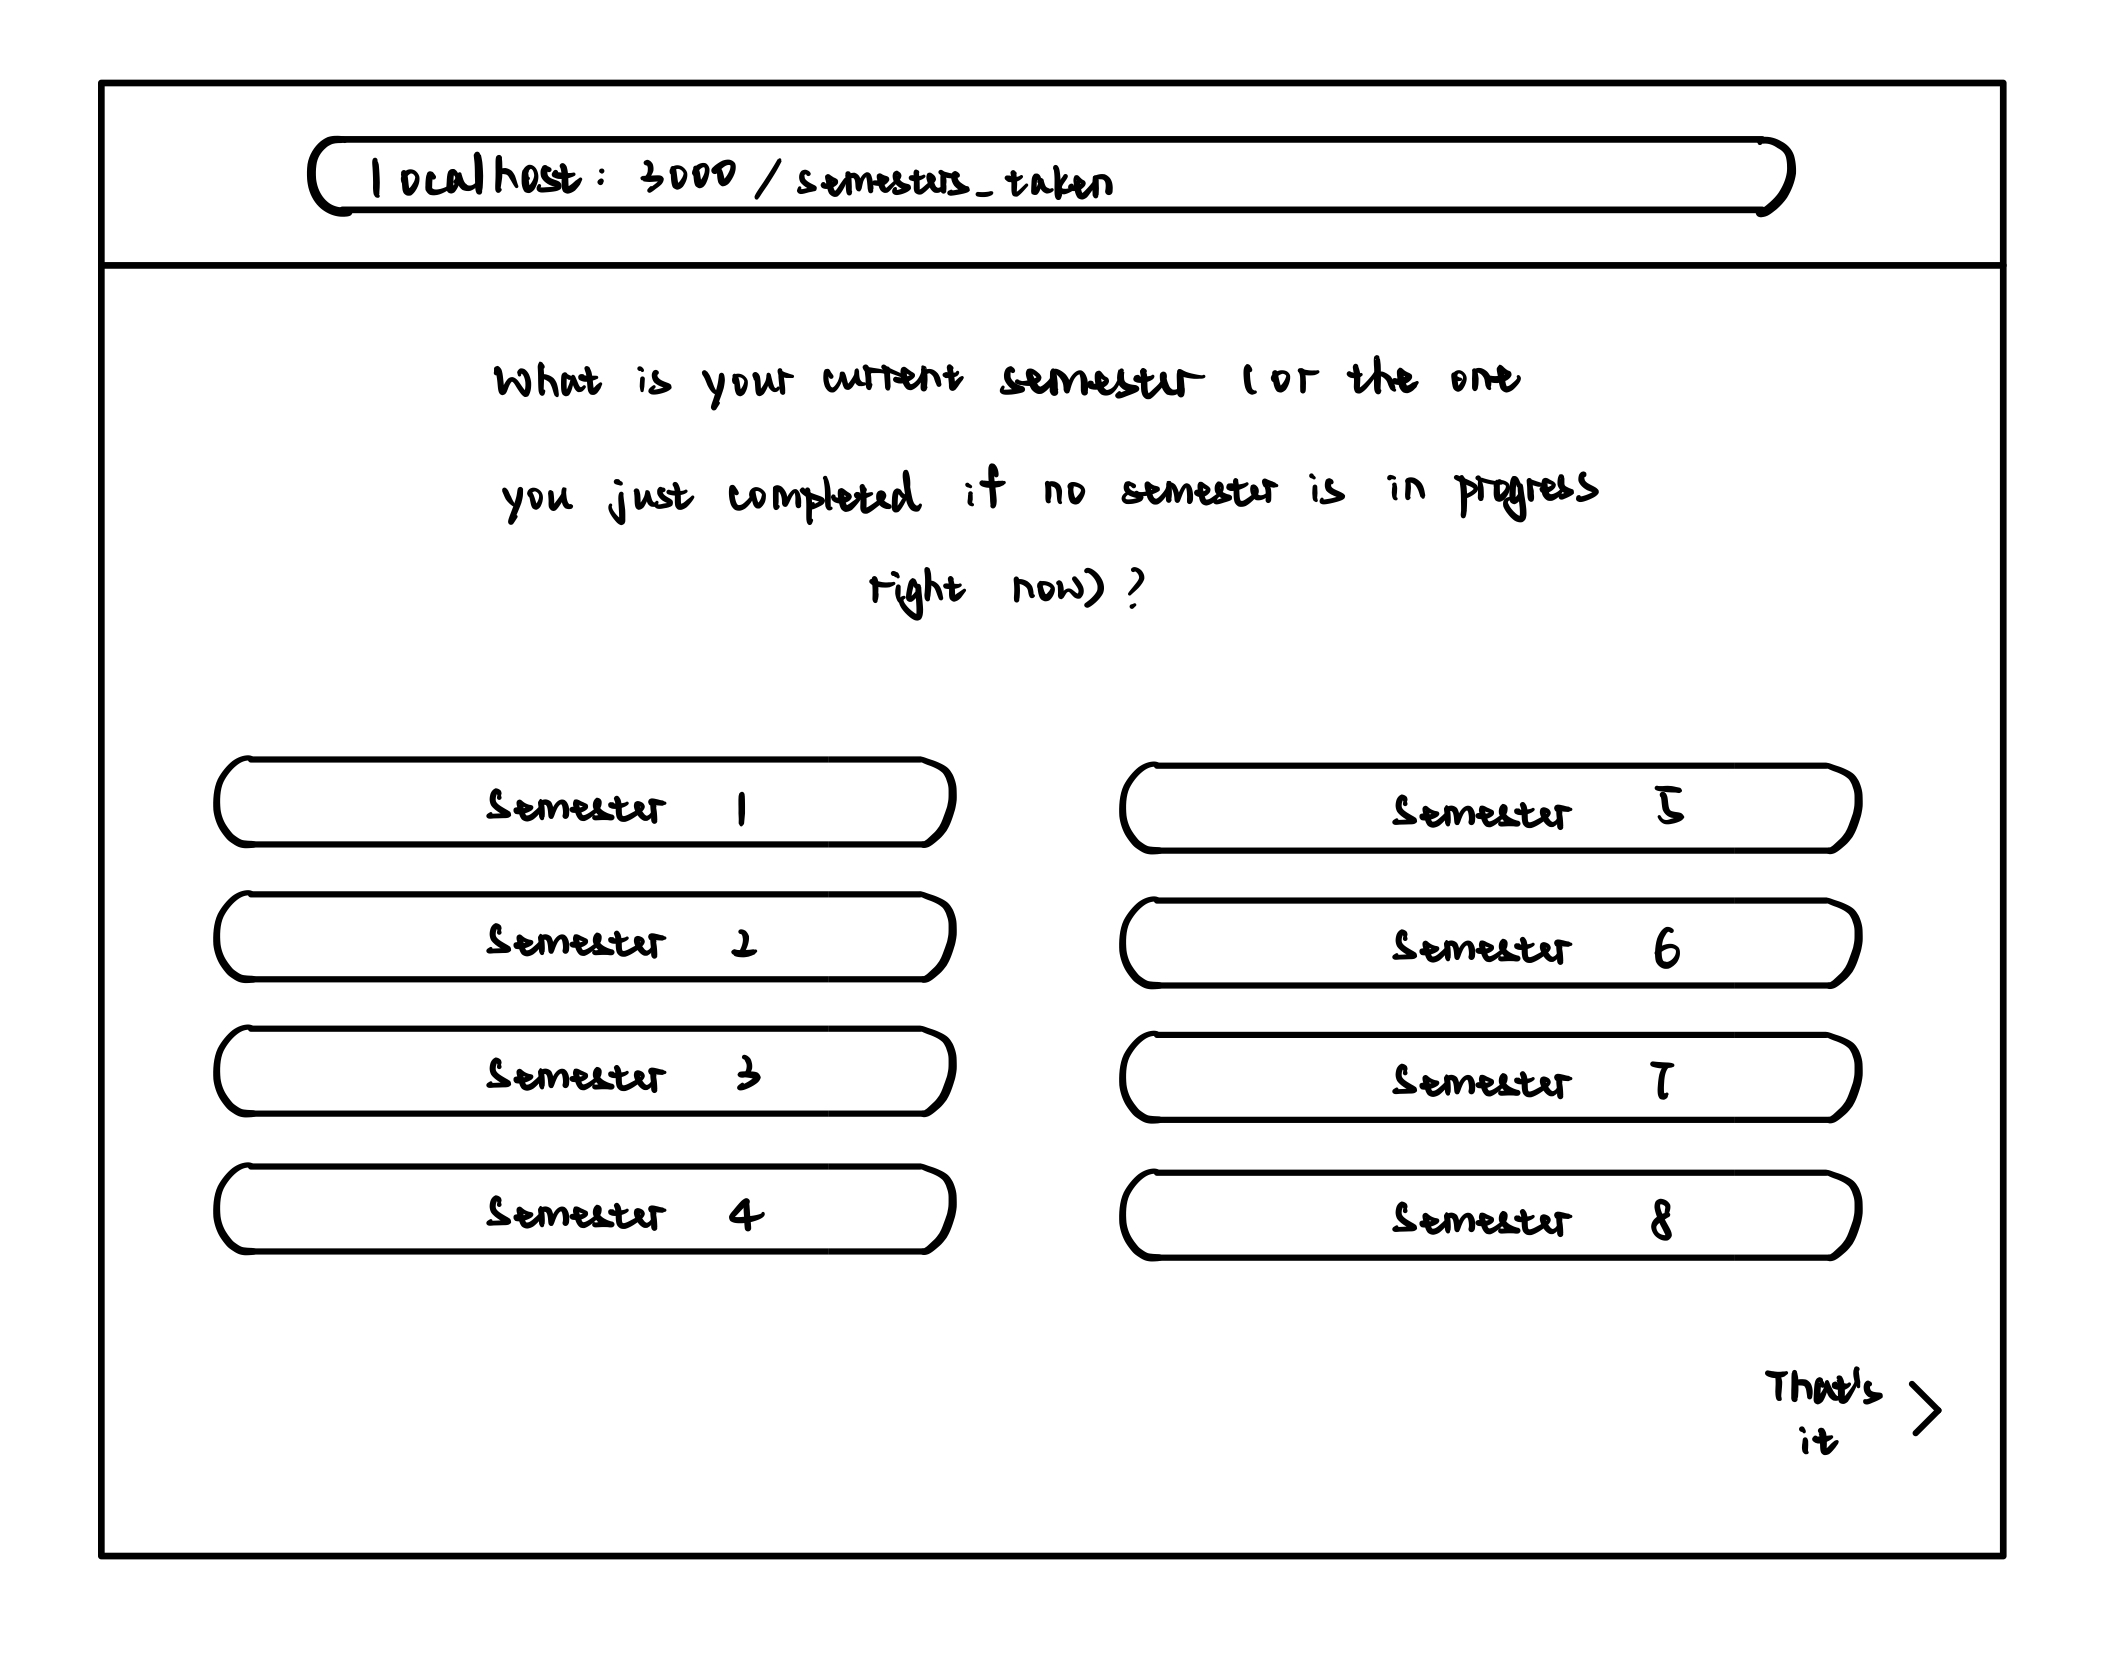 localhost: 3000 / semesters_taken
What is your current semester (or the one
you just completed if no semester is in progress
right now)?
Semester 1
Semester 2
Semester 3
Semester 4
Semester 5
Semester 6
Semester 7
Semester 8
That's
it